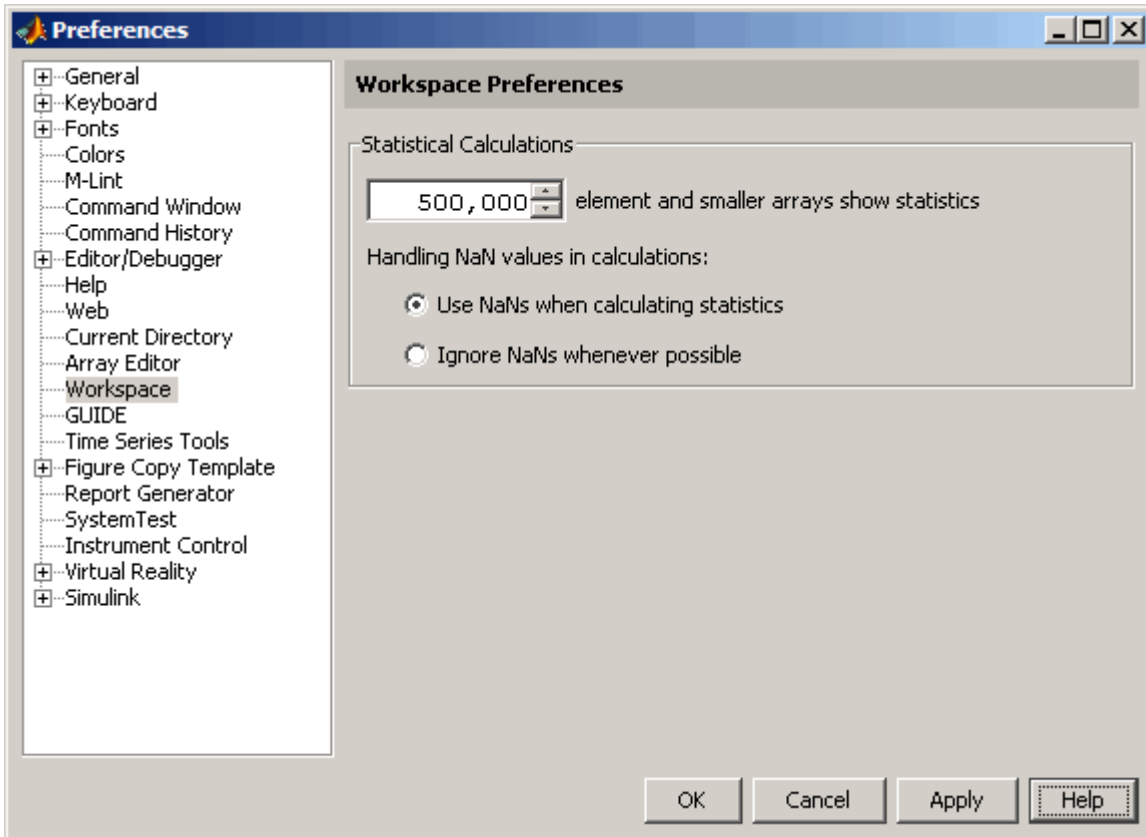 Preferences
General
Keyboard
Fonts
Colors
M-Lint
Command Window
Command History
Editor/Debugger
Help
Web
Current Directory
Array Editor
Workspace
GUIDE
Time Series Tools
Figure Copy Template
Report Generator
SystemTest
Instrument Control
Virtual Reality
Simulink
Workspace Preferences
Statistical Calculations
500,000 element and smaller arrays show statistics
Handling NaN values in calculations:
Use NaNs when calculating statistics
Ignore NaNs whenever possible
OK Cancel Apply Help